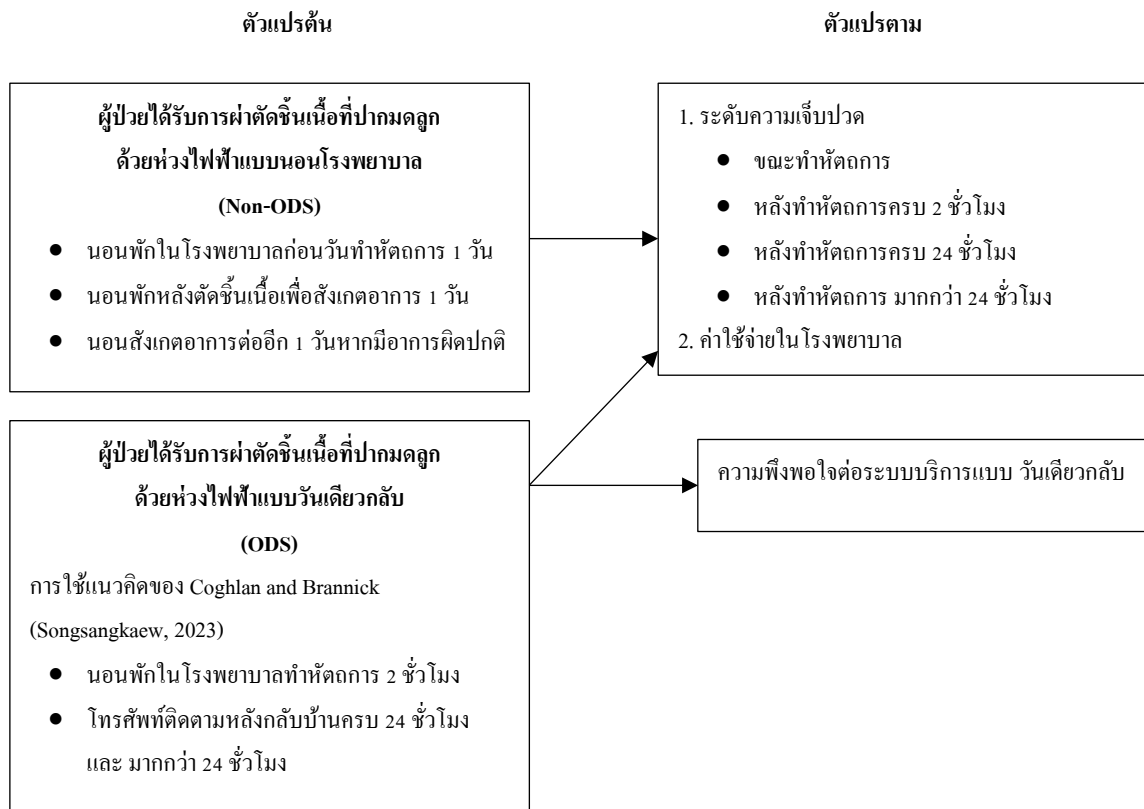 ตัวแปรต้น
ผู้ป่วยได้รับการผ่าตัดชิ้นเนื้อที่ปากมดลูก
ด้วยห่วงไฟฟ้าแบบนอนโรงพยาบาล
(Non-ODS)
● นอนพักในโรงพยาบาลก่อนวันทำหัตถการ 1 วัน
● นอนพักหลังตัดชิ้นเนื้อเพื่อสังเกตอาการ 1 วัน
● นอนสังเกตอาการต่ออีก 1 วันหากมีอาการผิดปกติ
ผู้ป่วยได้รับการผ่าตัดชิ้นเนื้อที่ปากมดลูก
ด้วยห่วงไฟฟ้าแบบวันเดียวกลับ
(ODS)
การใช้แนวคิดของ Coghlan and Brannick
(Songsangkaew, 2023)
● นอนพักในโรงพยาบาลทำหัตถการ 2 ชั่วโมง
● โทรศัพท์ติดตามหลังกลับบ้านครบ 24 ชั่วโมง
และ มากกว่า 24 ชั่วโมง
ตัวแปรตาม
1. ระดับความเจ็บปวด
● ขณะทำหัตถการ
● หลังทำหัตถการครบ 2 ชั่วโมง
● หลังทำหัตถการครบ 24 ชั่วโมง
● หลังทำหัตถการ มากกว่า 24 ชั่วโมง
2. ค่าใช้จ่ายในโรงพยาบาล
ความพึงพอใจต่อระบบบริการแบบ วันเดียวกลับ